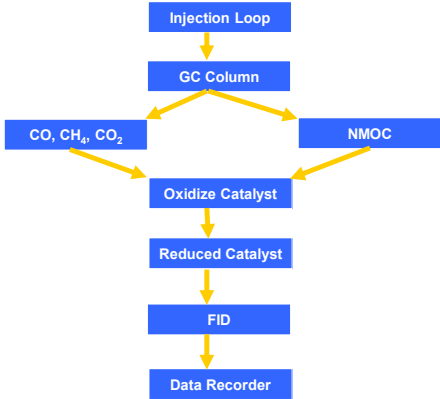 Injection Loop
GC Column
CO, CH₄, CO₂
NMOC
Oxidize Catalyst
Reduced Catalyst
FID
Data Recorder